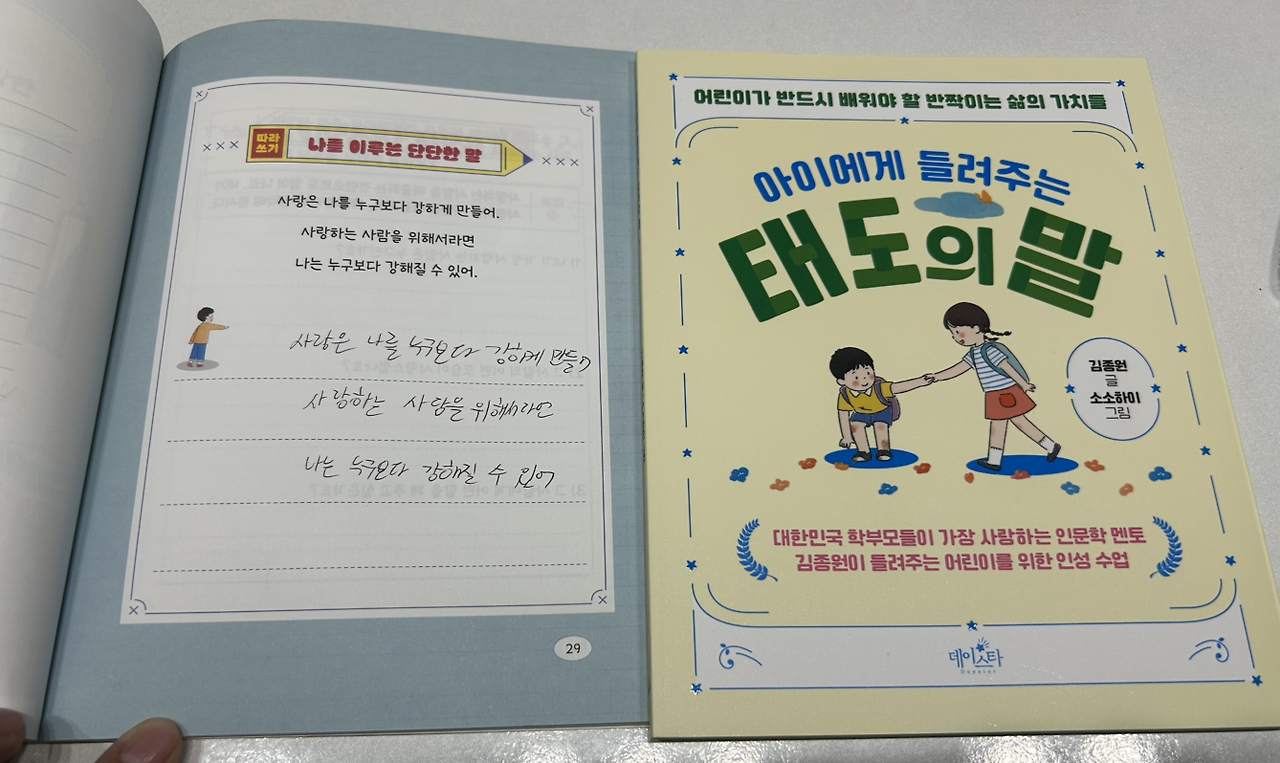 따라
쓰기
나를 이루는 단단한 말
사랑은 나를 누구보다 강하게 만들어.
사랑하는 사람을 위해서라면
나는 누구보다 강해질 수 있어.
사랑은 나를 누구보다 강하게 만들어
사랑하는 사람을 위해서라면
나는 누구보다 강해질 수 있어
29
어린이가 반드시 배워야 할 반짝이는 삶의 가치들
아이에게 들려주는
태도의 말
김종원
글
소소하이
그림
대한민국 학부모들이 가장 사랑하는 인문학 멘토
김종원이 들려주는 어린이를 위한 인성 수업
데이스타
Daystar